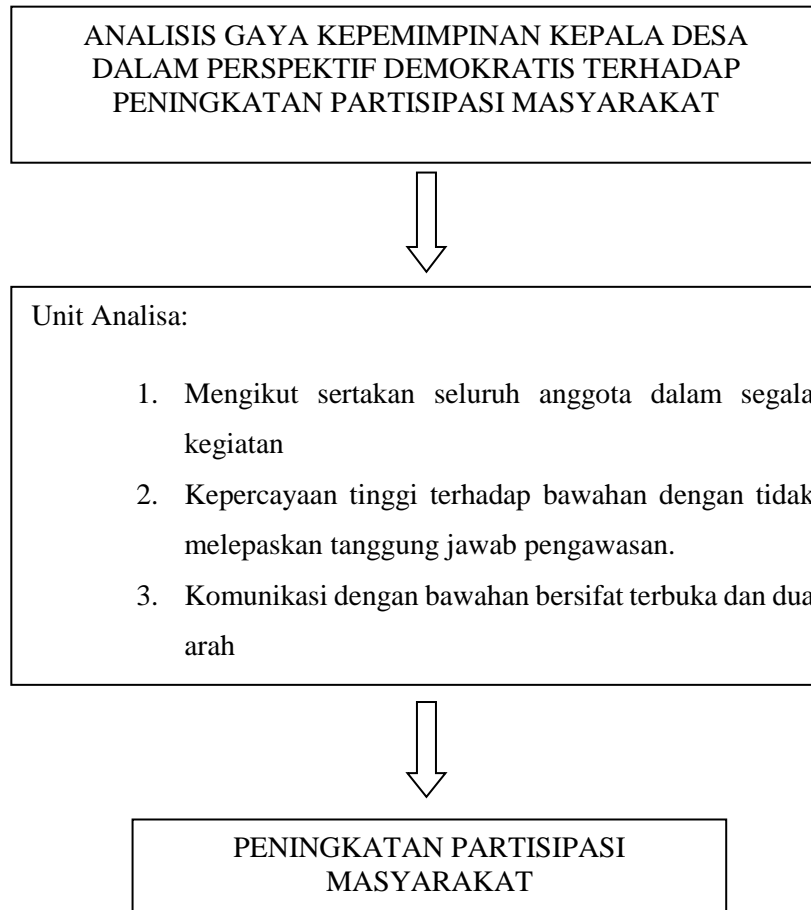 ANALISIS GAYA KEPEMIMPINAN KEPALA DESA
DALAM PERSPEKTIF DEMOKRATIS TERHADAP
PENINGKATAN PARTISIPASI MASYARAKAT
Unit Analisa:
1. Mengikut sertakan seluruh anggota dalam segala
kegiatan
2. Kepercayaan tinggi terhadap bawahan dengan tidak
melepaskan tanggung jawab pengawasan.
3. Komunikasi dengan bawahan bersifat terbuka dan dua
arah
PENINGKATAN PARTISIPASI
MASYARAKAT